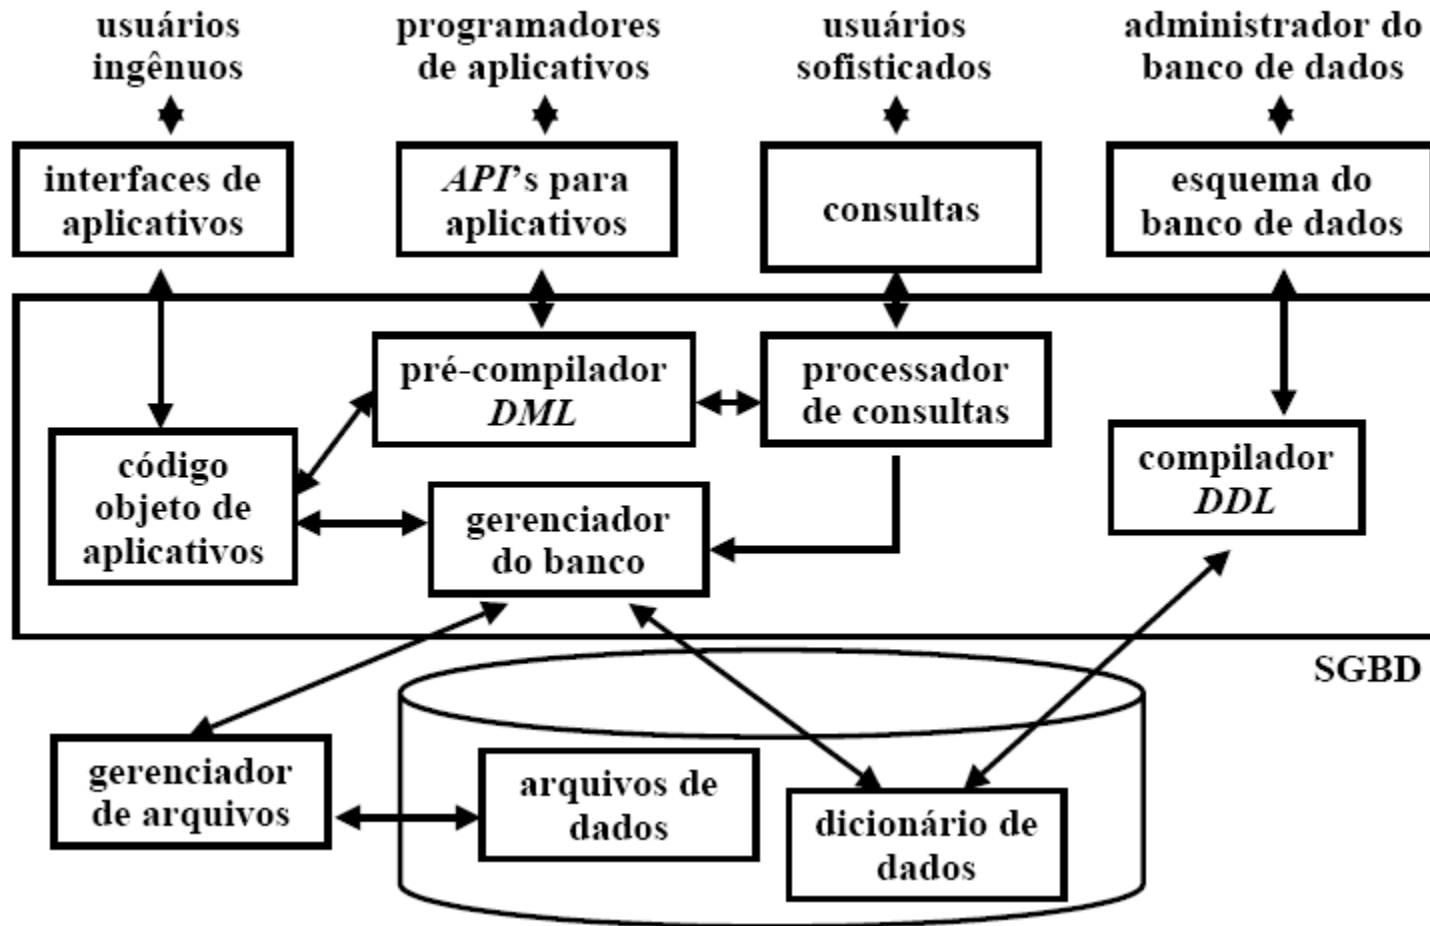 usuários
ingênuos
programadores
de aplicativos
usuários
sofisticados
administrador do
banco de dados
interfaces de
aplicativos
API's para
aplicativos
consultas
esquema do
banco de dados
pré-compilador
DML
processador
de consultas
código
objeto de
aplicativos
gerenciador
do banco
compilador
DDL
SGBD
gerenciador
de arquivos
arquivos de
dados
dicionário de
dados